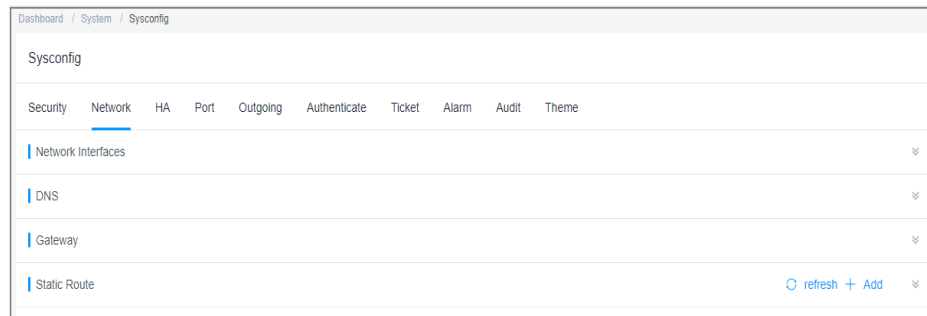 Dashboard / System / Sysconfig
Sysconfig
Security Network HA Port Outgoing Authenticate Ticket Alarm Audit Theme
Network Interfaces
DNS
Gateway
Static Route refresh + Add